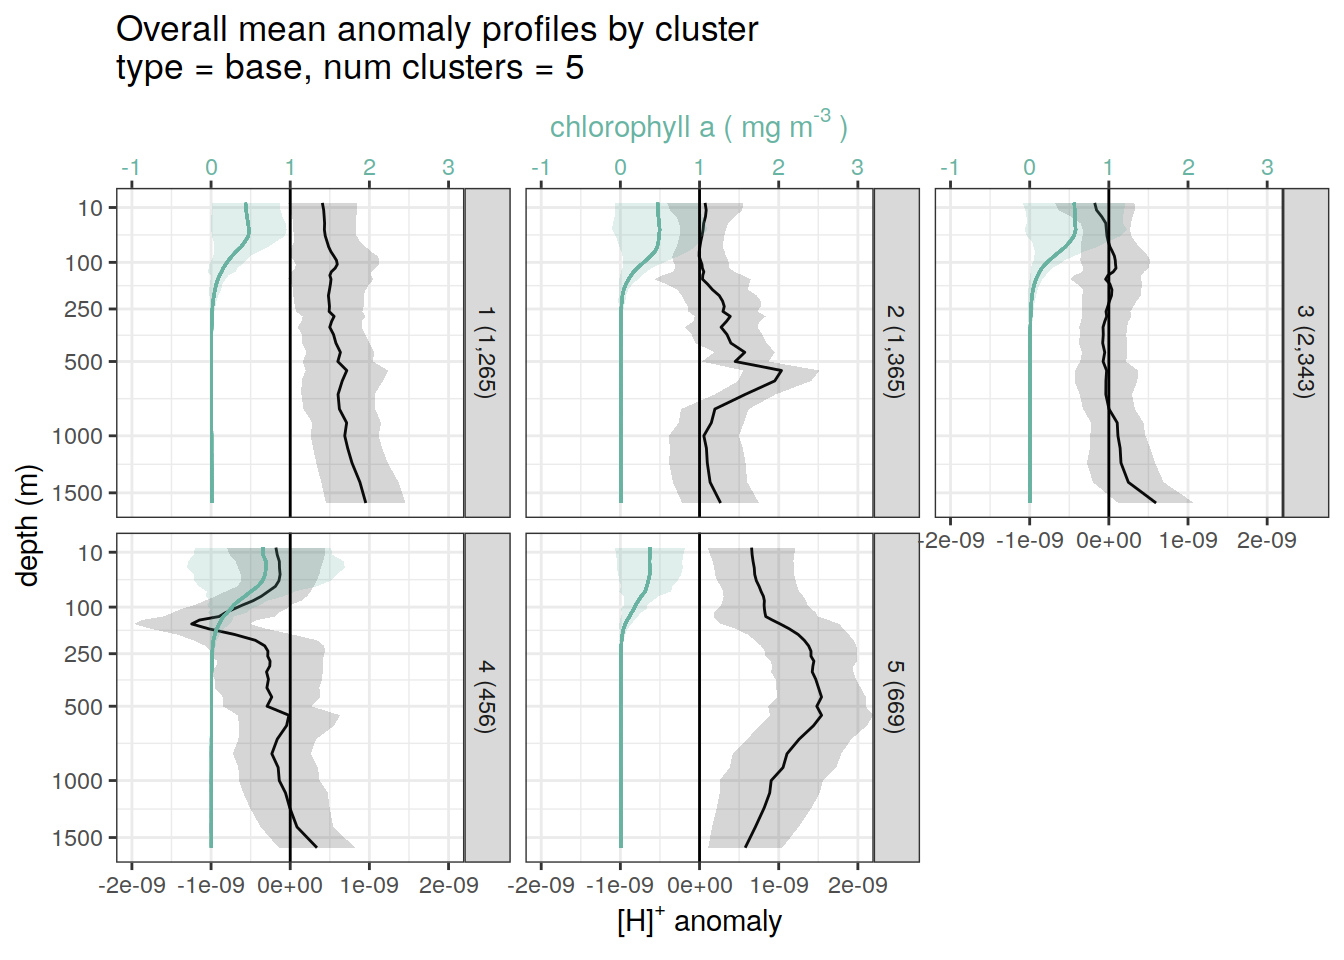 Overall mean anomaly profiles by cluster
type = base, num clusters = 5
chlorophyll a ( mg m⁻³ )
-1 0 1 2 3 -1 0 1 2 3 -1 0 1 2 3
10
100
250
500
1000
1500
1 (1,265)
2 (1,365)
3 (2,343)
-2e-09 -1e-09 0e+00 1e-09 2e-09
depth (m)
10
100
250
500
1000
1500
4 (456)
5 (669)
-2e-09 -1e-09 0e+00 1e-09 2e-09 -2e-09 -1e-09 0e+00 1e-09 2e-09
[H]⁺ anomaly